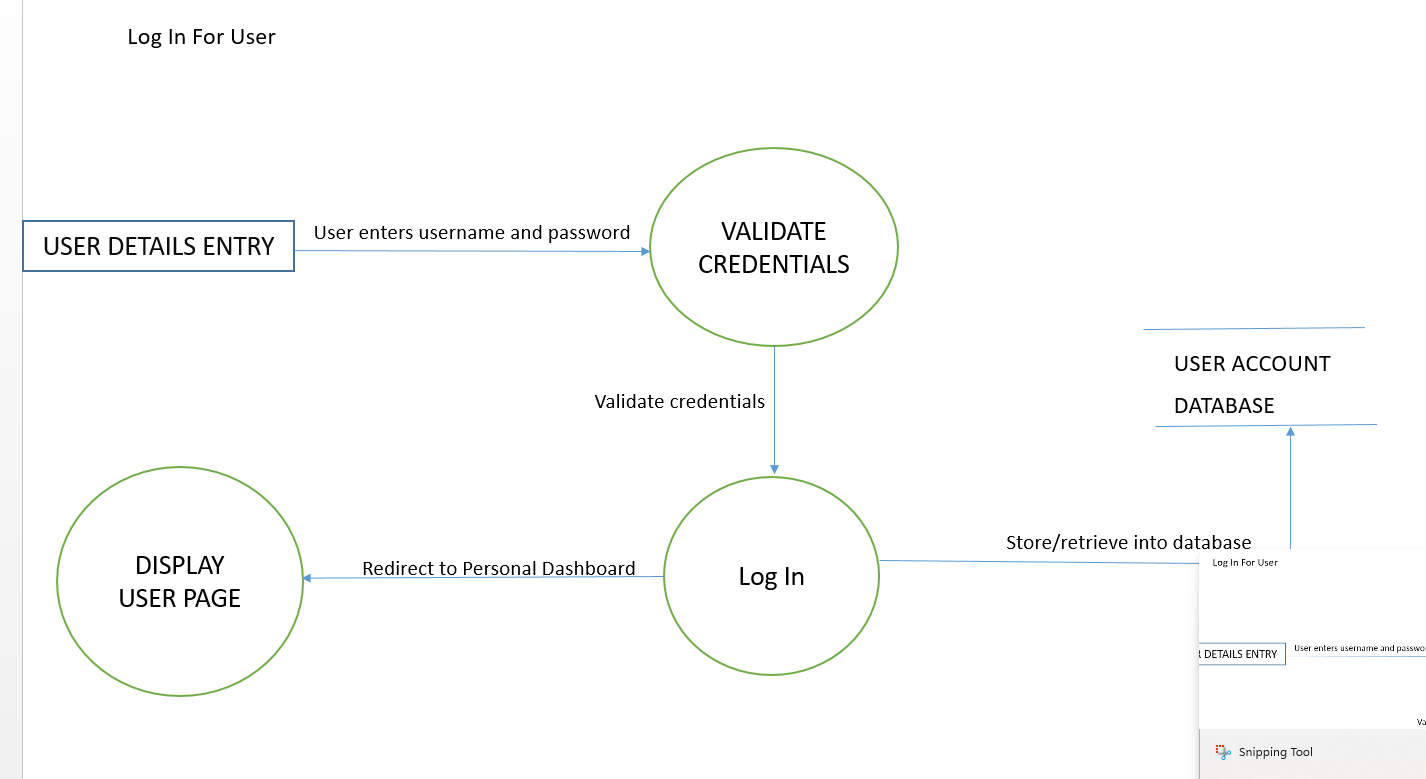 Log In For User
USER DETAILS ENTRY
User enters username and password
VALIDATE
CREDENTIALS
Validate credentials
USER ACCOUNT
DATABASE
DISPLAY
USER PAGE
Redirect to Personal Dashboard
Log In
Store/retrieve into database
Log In For User
DETAILS ENTRY
User enters username and
Snipping Tool